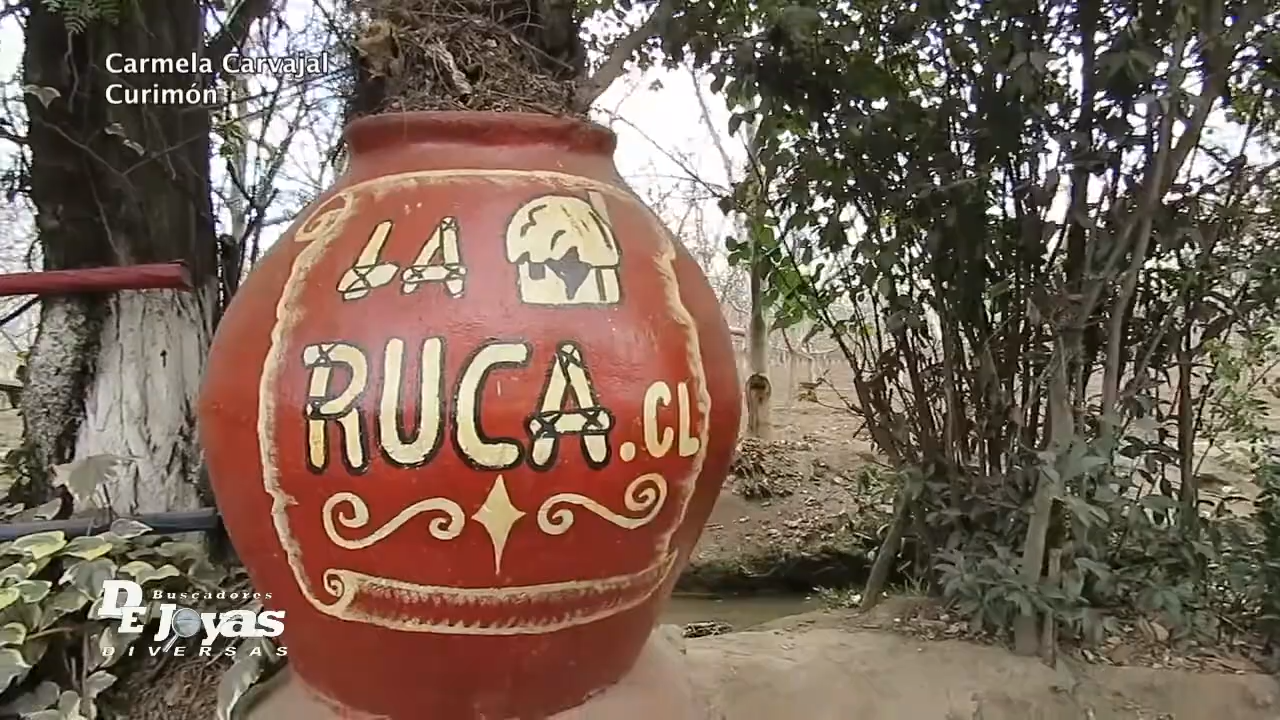 Carmela Carvajal
Curimón
LA
RUCA.CL
Buscadores
DE Joyas
DIVERSAS